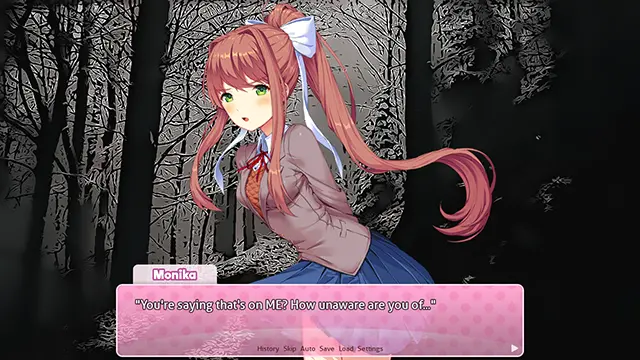 Monika
"You're saying that's on ME? How unaware are you of..."
History Skip Auto Save Load Settings